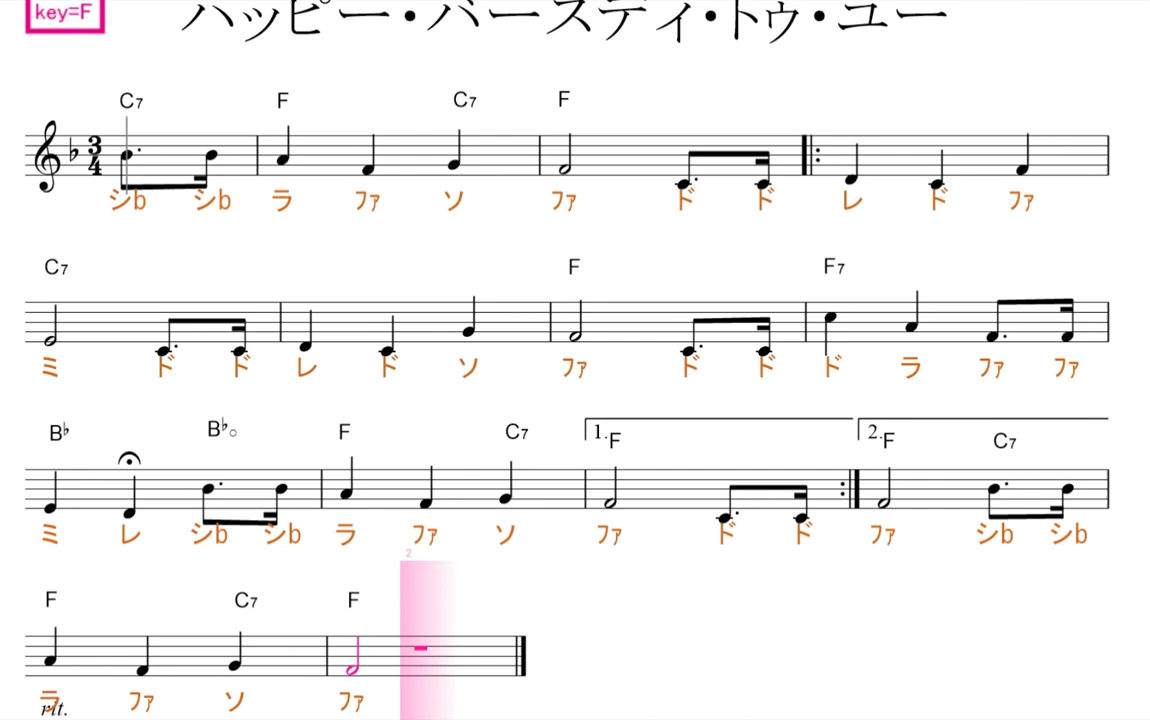 key=F
ハッピー・バースディ・トゥ・ユー
C7 F C7 F
3
4
シb シb ラ ファ ソ ファ ド ド レ ド ファ
C7 F F7
ミ ド ド レ ド ソ ファ ド ド ド ラ ファ ファ
B♭ B♭○ F C7 1. F 2. F C7
ミ レ シb シb ラ ファ ソ ファ ド ド ファ シb シb
2
F C7 F
ラ ファ ソ ファ
rit.